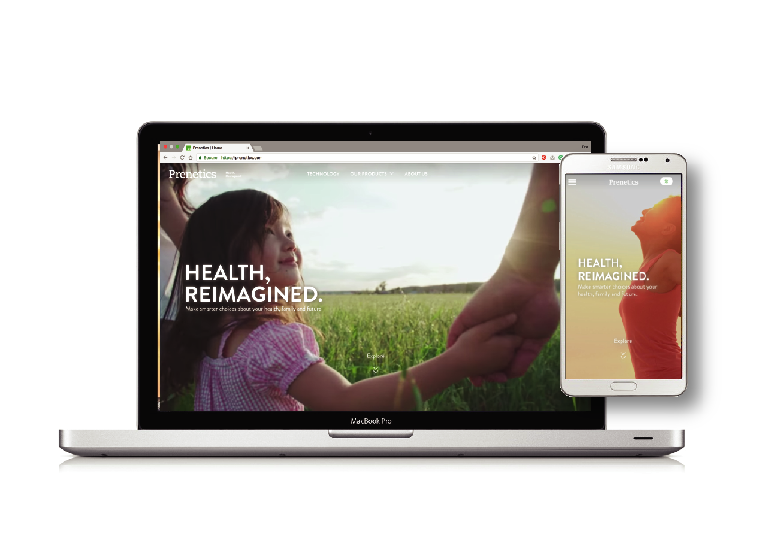 Prenetics | Home
Secure https://prenetics.com
Prenetics
TECHNOLOGY OUR PRODUCTS ABOUT US
HEALTH,
REIMAGINED.
Make smarter choices about your health, family and future.
Explore
MacBook Pro
Prenetics
HEALTH,
REIMAGINED.
Make smarter choices about your
health, family and future.
Explore